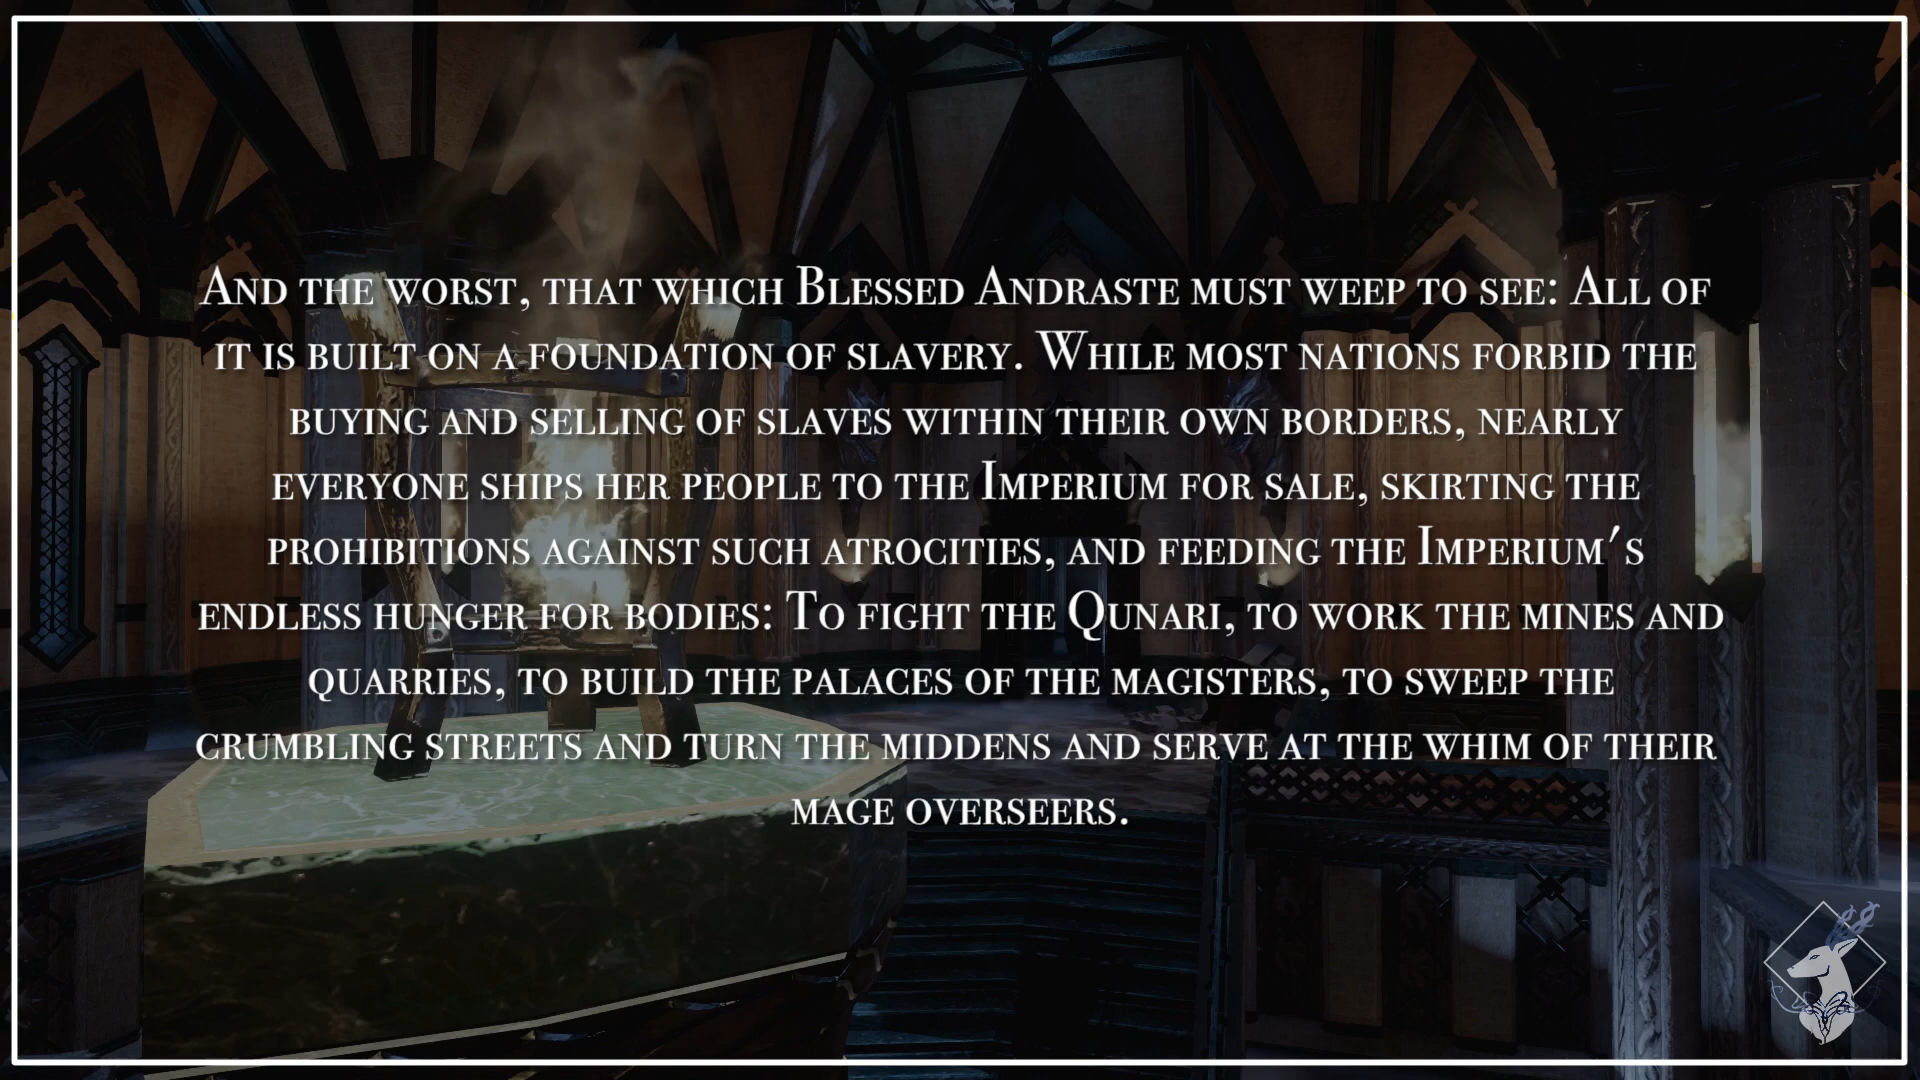 And the worst, that which Blessed Andraste must weep to see: All of
it is built on a foundation of slavery. While most nations forbid the
buying and selling of slaves within their own borders, nearly
everyone ships her people to the Imperium for sale, skirting the
prohibitions against such atrocities, and feeding the Imperium's
endless hunger for bodies: To fight the Qunari, to work the mines and
quarries, to build the palaces of the magisters, to sweep the
crumbling streets and turn the middens and serve at the whim of their
mage overseers.